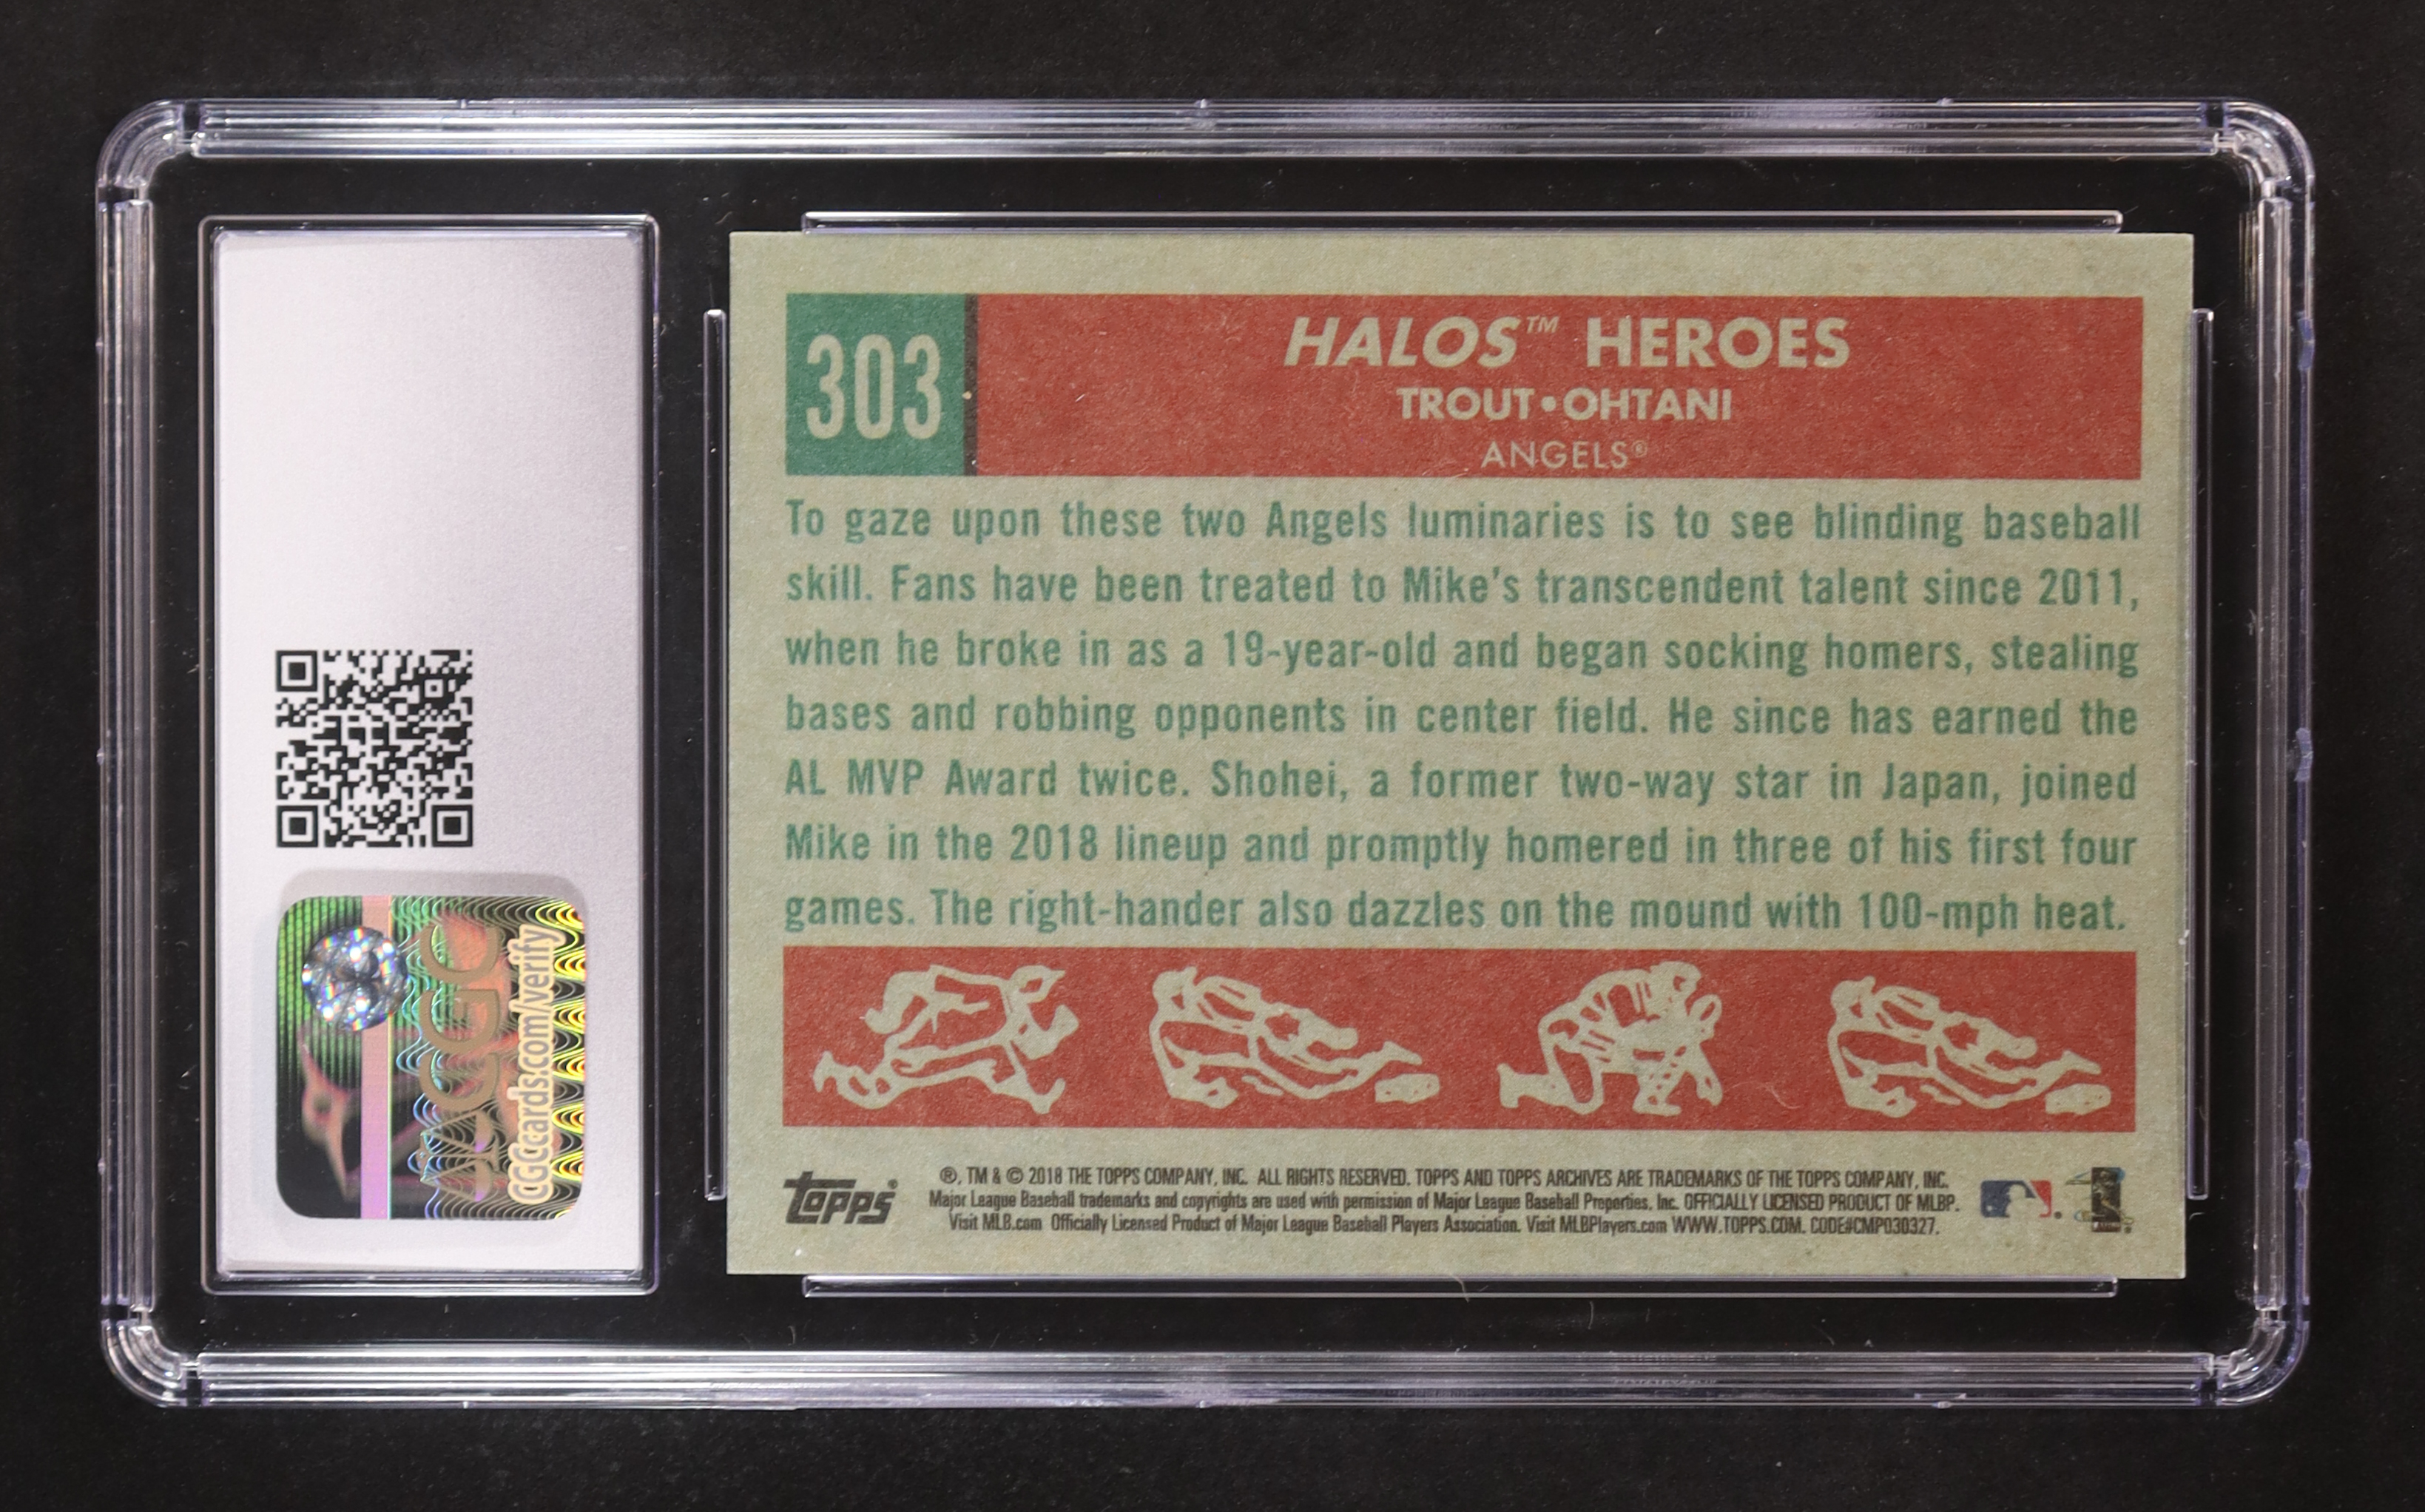 303
HALOS™ HEROES
TROUT•OHTANI
ANGELS®
To gaze upon these two Angels luminaries is to see blinding baseball
skill. Fans have been treated to Mike's transcendent talent since 2011,
when he broke in as a 19-year-old and began socking homers, stealing
bases and robbing opponents in center field. He since has earned the
AL MVP Award twice. Shohei, a former two-way star in Japan, joined
Mike in the 2018 lineup and promptly homered in three of his first four
games. The right-hander also dazzles on the mound with 100-mph heat.
topps®
®, TM & © 2018 THE TOPPS COMPANY, INC. ALL RIGHTS RESERVED. TOPPS AND TOPPS ARCHIVES ARE TRADEMARKS OF THE TOPPS COMPANY, INC.
Major League Baseball trademarks and copyrights are used with permission of Major League Baseball Properties, Inc. OFFICIALLY LICENSED PRODUCT OF MLBP.
Visit MLB.com Officially Licensed Product of Major League Baseball Players Association. Visit MLBPlayers.com WWW.TOPPS.COM. CODE#CMP030327.
CGC
CGCcards.com/verify